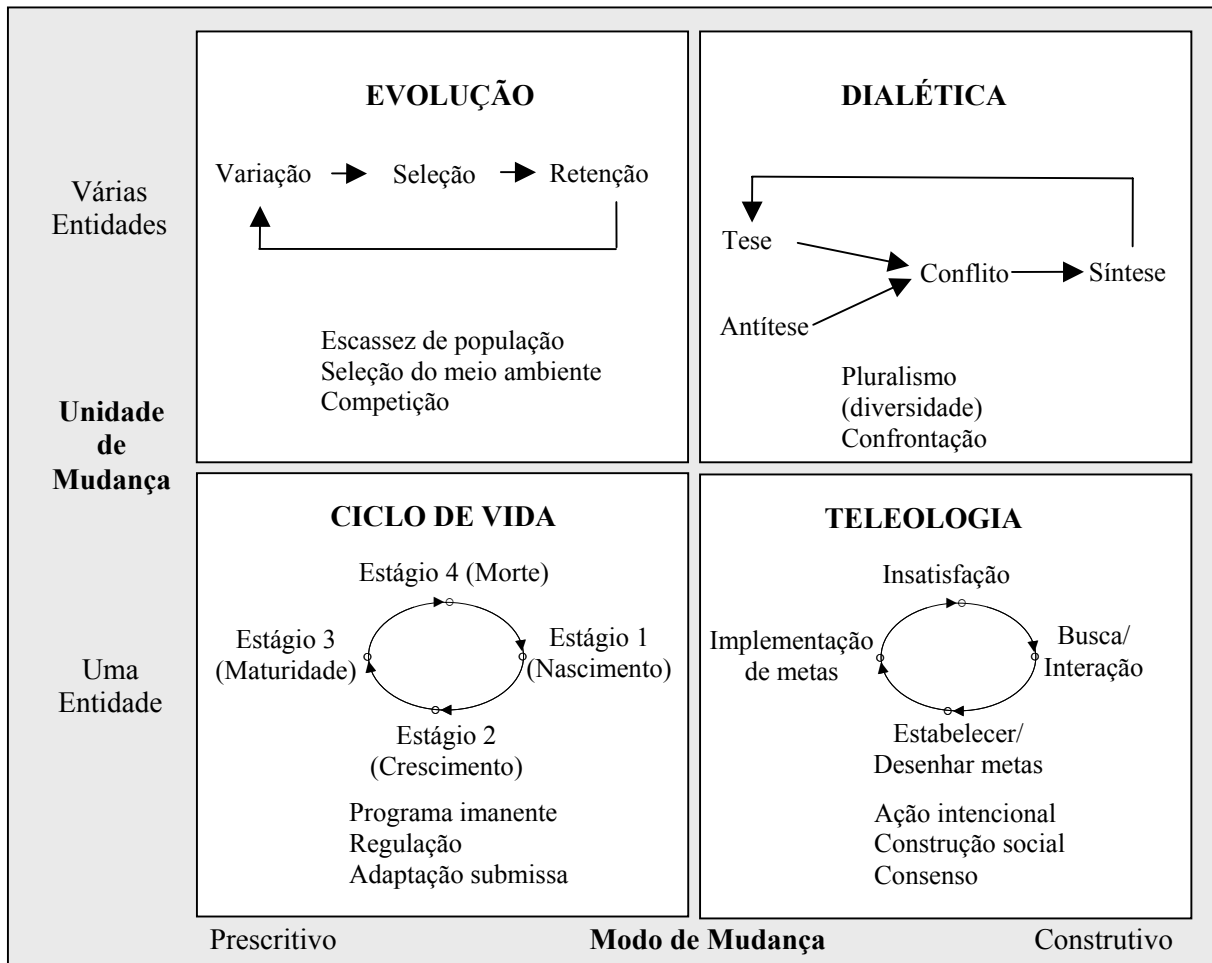 EVOLUÇÃO
Variação Seleção Retenção
Escassez de população
Seleção do meio ambiente
Competição
DIALÉTICA
Tese
Conflito Síntese
Antítese
Pluralismo
(diversidade)
Confrontação
Várias
Entidades
Unidade
de
Mudança
Uma
Entidade
CICLO DE VIDA
Estágio 4 (Morte)
Estágio 3
(Maturidade)
Estágio 1
(Nascimento)
Estágio 2
(Crescimento)
Programa imanente
Regulação
Adaptação submissa
TELEOLOGIA
Insatisfação
Implementação
de metas
Busca/
Interação
Estabelecer/
Desenhar metas
Ação intencional
Construção social
Consenso
Prescritivo Modo de Mudança Construtivo